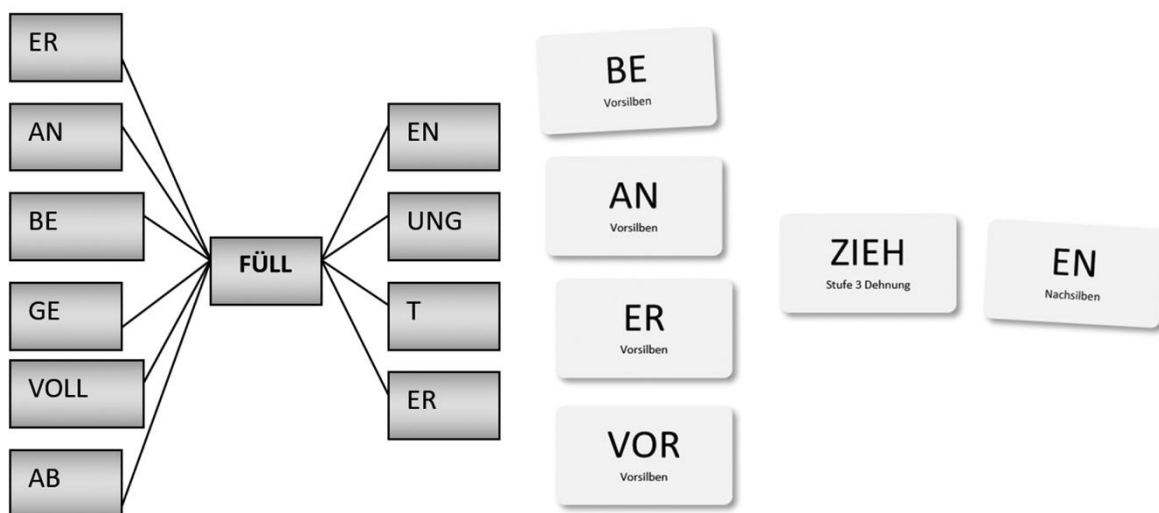 ER
AN
BE
GE
VOLL
AB
FÜLL
EN
UNG
T
ER
BE
Vorsilben
AN
Vorsilben
ER
Vorsilben
VOR
Vorsilben
ZIEH
Stufe 3 Dehnung
EN
Nachsilben